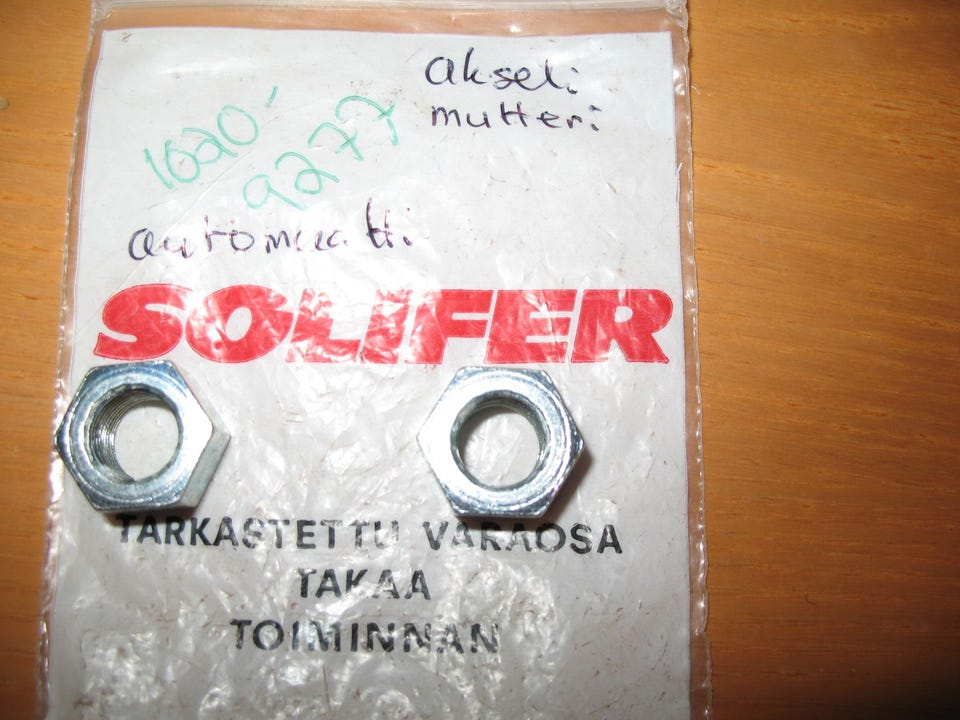 akseli
mutteri
1020-
9277
automaatti
SOLIFER
TARKASTETTU VARAOSA
TAKAA
TOIMINNAN